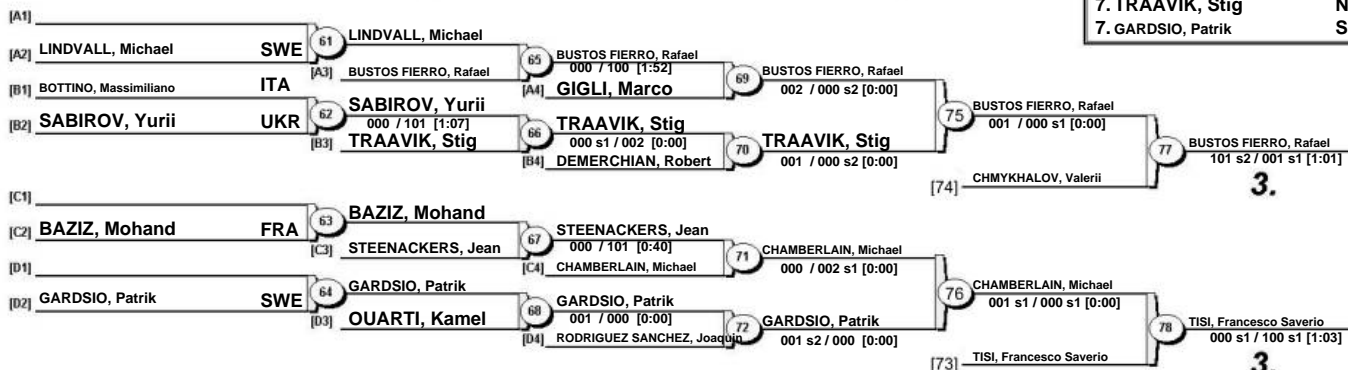 7. TRAAVIK, Stig N
7. GARDSIO, Patrik S
[A1]
[A2] LINDVALL, Michael SWE
61
LINDVALL, Michael
[A3] BUSTOS FIERRO, Rafael
65
BUSTOS FIERRO, Rafael
000 / 100 [1:52]
[A4] GIGLI, Marco
69
BUSTOS FIERRO, Rafael
002 / 000 s2 [0:00]
[B1] BOTTINO, Massimiliano ITA
[B2] SABIROV, Yurii UKR
62
SABIROV, Yurii
000 / 101 [1:07]
[B3] TRAAVIK, Stig
66
TRAAVIK, Stig
000 s1 / 002 [0:00]
[B4] DEMERCHIAN, Robert
70
TRAAVIK, Stig
001 / 000 s2 [0:00]
75
BUSTOS FIERRO, Rafael
001 / 000 s1 [0:00]
[74] CHMYKHALOV, Valerii
77
BUSTOS FIERRO, Rafael
101 s2 / 001 s1 [1:01]
3.
[C1]
[C2] BAZIZ, Mohand FRA
63
BAZIZ, Mohand
[C3] STEENACKERS, Jean
67
STEENACKERS, Jean
000 / 101 [0:40]
[C4] CHAMBERLAIN, Michael
71
CHAMBERLAIN, Michael
000 / 002 s1 [0:00]
[D1]
[D2] GARDSIO, Patrik SWE
64
GARDSIO, Patrik
[D3] OUARTI, Kamel
68
GARDSIO, Patrik
001 / 000 [0:00]
[D4] RODRIGUEZ SANCHEZ, Joaquin
72
GARDSIO, Patrik
001 s2 / 000 [0:00]
76
CHAMBERLAIN, Michael
001 s1 / 000 s1 [0:00]
[73] TISI, Francesco Saverio
78
TISI, Francesco Saverio
000 s1 / 100 s1 [1:03]
3.